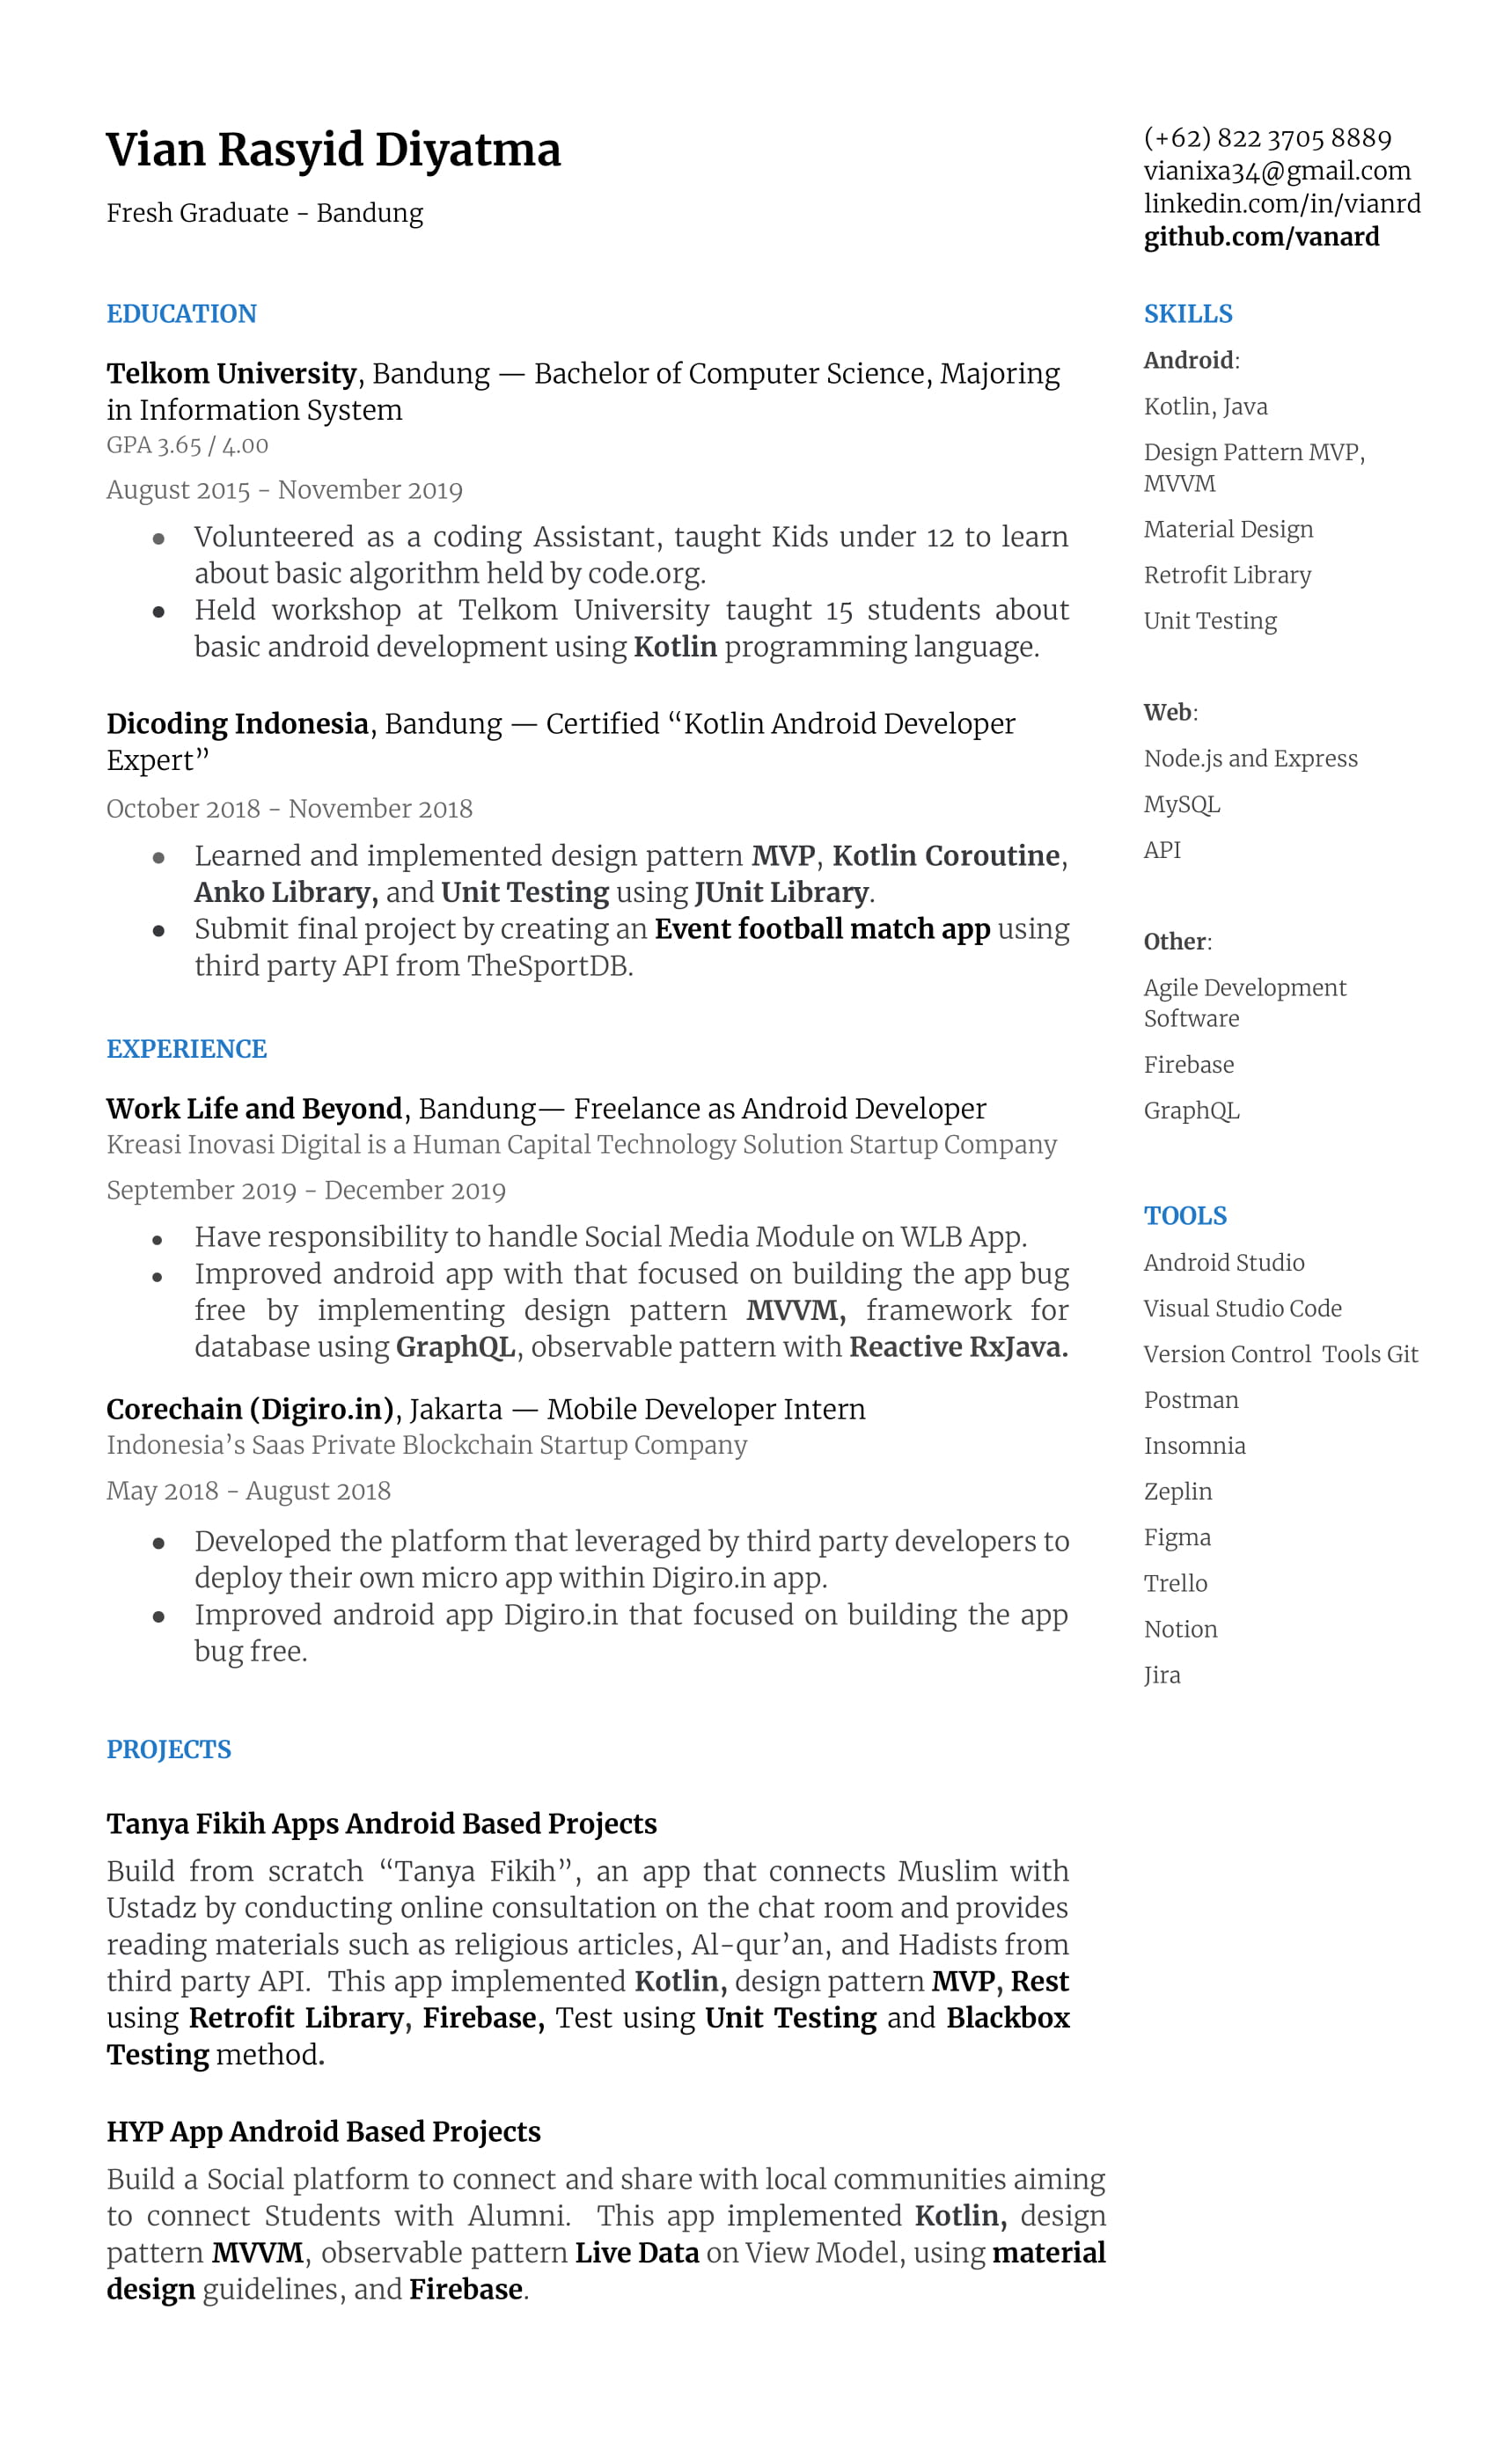 Vian Rasyid Diyatma
Fresh Graduate - Bandung
(+62) 822 3705 8889
vianixa34@gmail.com
linkedin.com/in/vianrd
github.com/vanard
EDUCATION
Telkom University, Bandung — Bachelor of Computer Science, Majoring
in Information System
GPA 3.65 / 4.00
August 2015 - November 2019
● Volunteered as a coding Assistant, taught Kids under 12 to learn
about basic algorithm held by code.org.
● Held workshop at Telkom University taught 15 students about
basic android development using Kotlin programming language.
Dicoding Indonesia, Bandung — Certified “Kotlin Android Developer
Expert”
October 2018 - November 2018
● Learned and implemented design pattern MVP, Kotlin Coroutine,
Anko Library, and Unit Testing using JUnit Library.
● Submit final project by creating an Event football match app using
third party API from TheSportDB.
EXPERIENCE
Work Life and Beyond, Bandung— Freelance as Android Developer
Kreasi Inovasi Digital is a Human Capital Technology Solution Startup Company
September 2019 - December 2019
● Have responsibility to handle Social Media Module on WLB App.
● Improved android app with that focused on building the app bug
free by implementing design pattern MVVM, framework for
database using GraphQL, observable pattern with Reactive RxJava.
Corechain (Digiro.in), Jakarta — Mobile Developer Intern
Indonesia’s Saas Private Blockchain Startup Company
May 2018 - August 2018
● Developed the platform that leveraged by third party developers to
deploy their own micro app within Digiro.in app.
● Improved android app Digiro.in that focused on building the app
bug free.
PROJECTS
Tanya Fikih Apps Android Based Projects
Build from scratch “Tanya Fikih”, an app that connects Muslim with
Ustadz by conducting online consultation on the chat room and provides
reading materials such as religious articles, Al-qur’an, and Hadists from
third party API. This app implemented Kotlin, design pattern MVP, Rest
using Retrofit Library, Firebase, Test using Unit Testing and Blackbox
Testing method.
HYP App Android Based Projects
Build a Social platform to connect and share with local communities aiming
to connect Students with Alumni. This app implemented Kotlin, design
pattern MVVM, observable pattern Live Data on View Model, using material
design guidelines, and Firebase.
SKILLS
Android:
Kotlin, Java
Design Pattern MVP,
MVVM
Material Design
Retrofit Library
Unit Testing
Web:
Node.js and Express
MySQL
API
Other:
Agile Development
Software
Firebase
GraphQL
TOOLS
Android Studio
Visual Studio Code
Version Control Tools Git
Postman
Insomnia
Zeplin
Figma
Trello
Notion
Jira